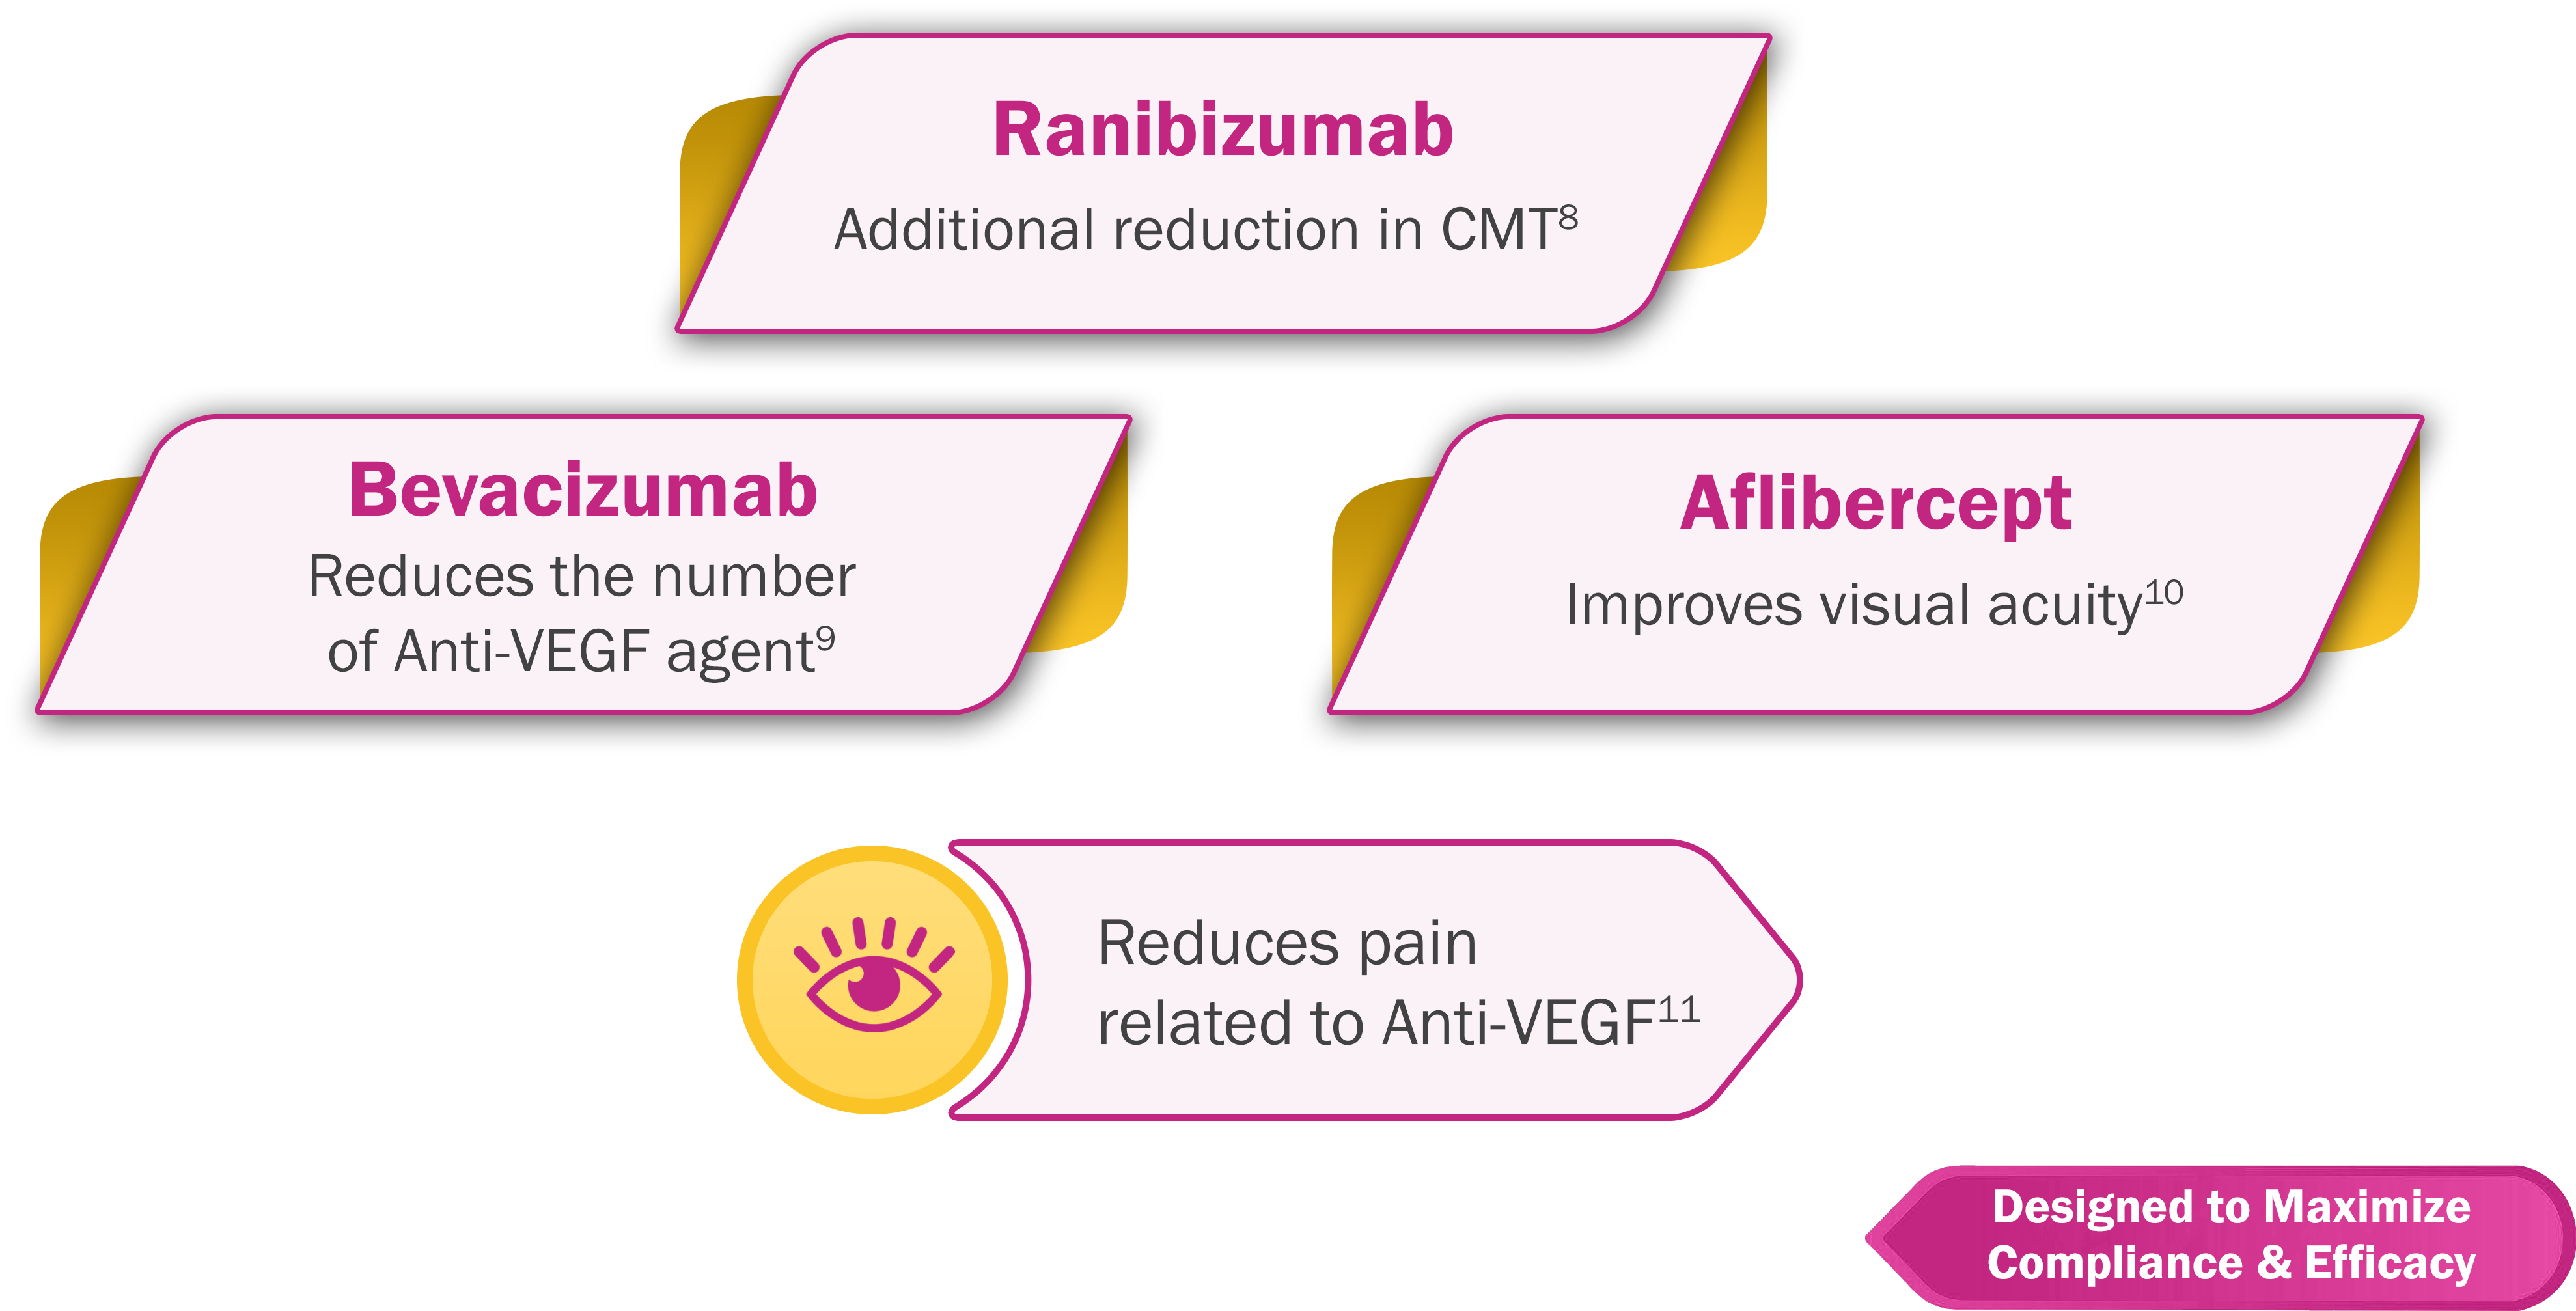 Ranibizumab
Additional reduction in CMT⁸
Bevacizumab
Reduces the number
of Anti-VEGF agent⁹
Aflibercept
Improves visual acuity¹⁰
Reduces pain
related to Anti-VEGF¹¹
Designed to Maximize
Compliance & Efficacy